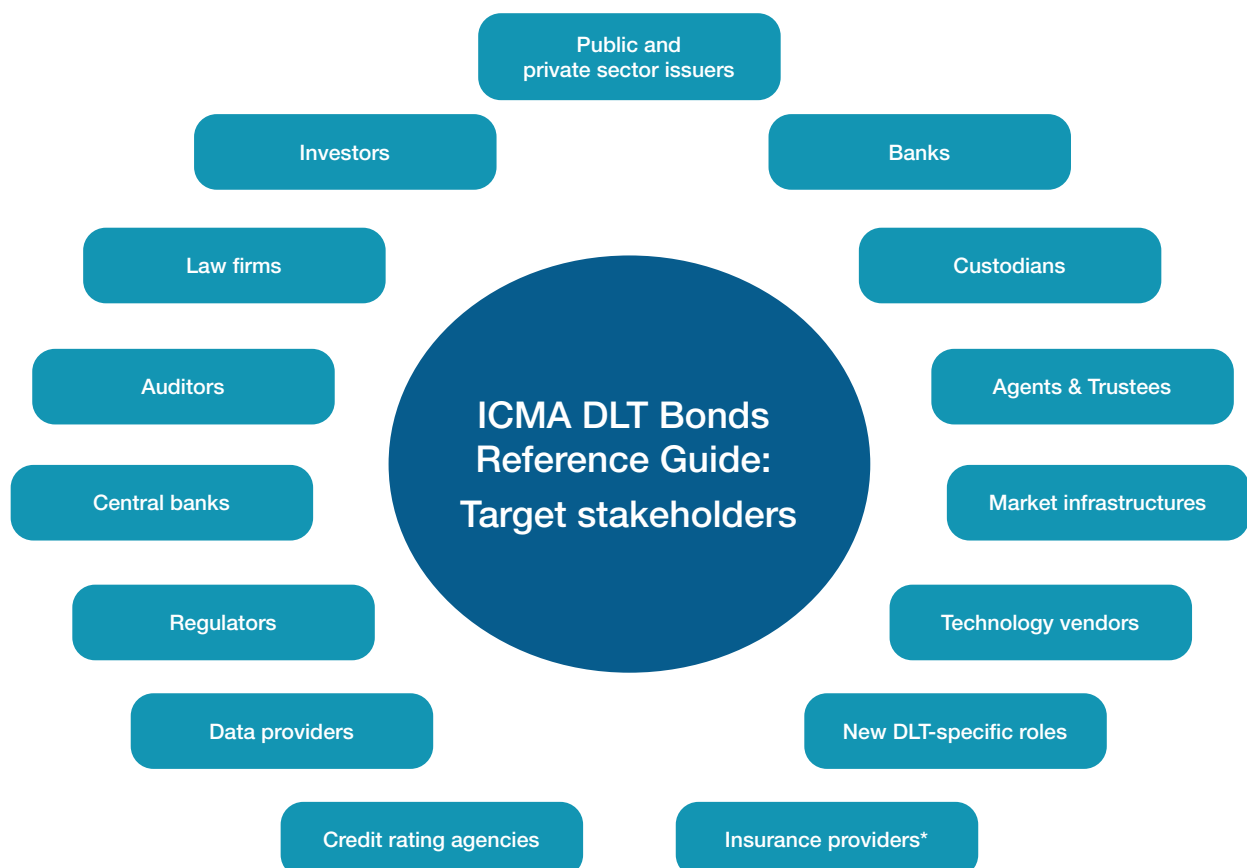 Public and
private sector issuers
Investors
Banks
Law firms
Custodians
Auditors
Agents & Trustees
ICMA DLT Bonds
Reference Guide:
Target stakeholders
Central banks
Market infrastructures
Regulators
Technology vendors
Data providers
New DLT-specific roles
Credit rating agencies
Insurance providers*